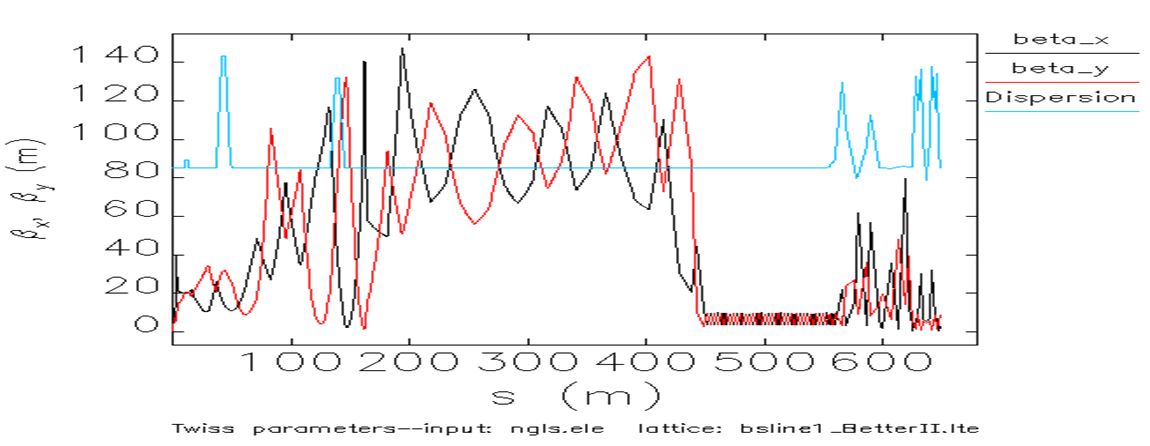 beta_x
beta_y
Dispersion
140
120
100
80
60
40
20
0
βx, βy (m)
100 200 300 400 500 600
s (m)
Twiss parameters--input: ngls.ele lattice: bsline1_BetterII.lte